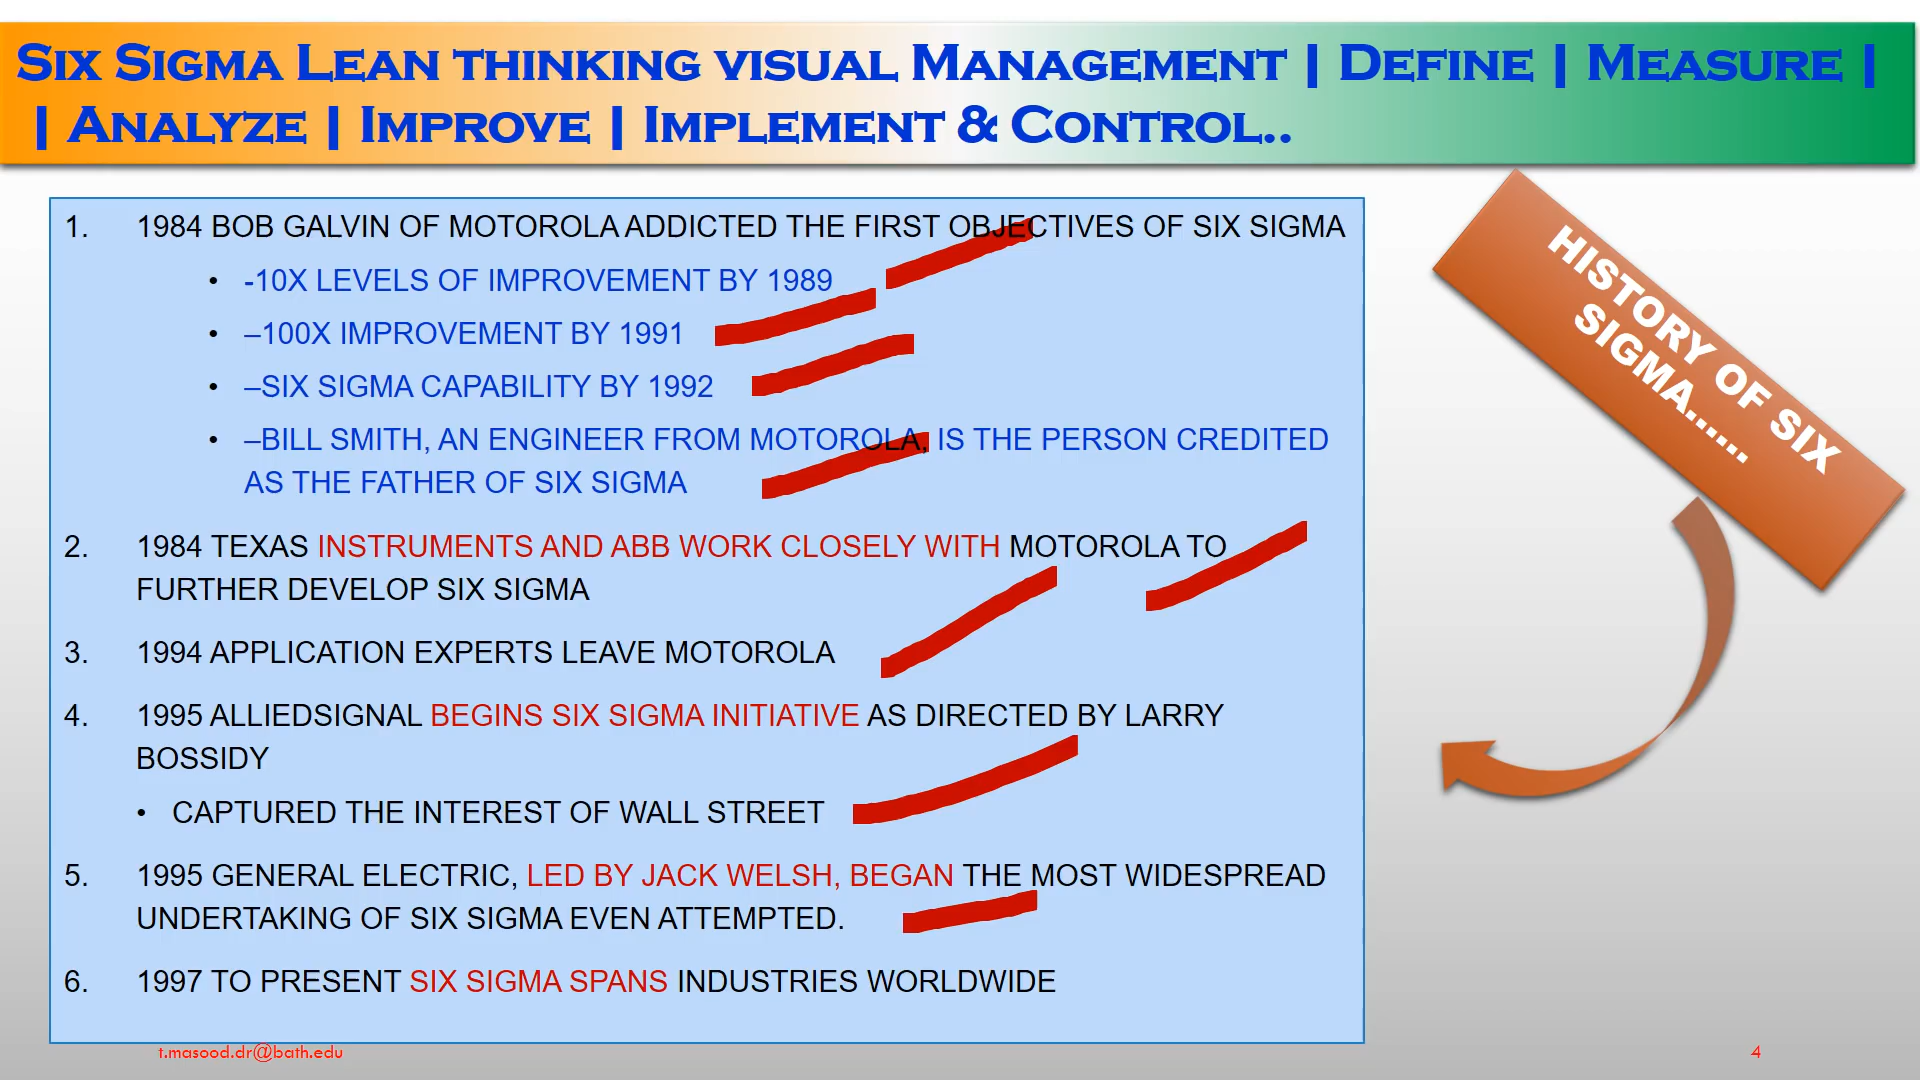 Six Sigma Lean thinking visual Management | Define | Measure |
| Analyze | Improve | Implement & Control..
1. 1984 BOB GALVIN OF MOTOROLA ADDICTED THE FIRST OBJECTIVES OF SIX SIGMA
• -10X LEVELS OF IMPROVEMENT BY 1989
• –100X IMPROVEMENT BY 1991
• –SIX SIGMA CAPABILITY BY 1992
• –BILL SMITH, AN ENGINEER FROM MOTOROLA, IS THE PERSON CREDITED
AS THE FATHER OF SIX SIGMA
2. 1984 TEXAS INSTRUMENTS AND ABB WORK CLOSELY WITH MOTOROLA TO
FURTHER DEVELOP SIX SIGMA
3. 1994 APPLICATION EXPERTS LEAVE MOTOROLA
4. 1995 ALLIEDSIGNAL BEGINS SIX SIGMA INITIATIVE AS DIRECTED BY LARRY
BOSSIDY
• CAPTURED THE INTEREST OF WALL STREET
5. 1995 GENERAL ELECTRIC, LED BY JACK WELSH, BEGAN THE MOST WIDESPREAD
UNDERTAKING OF SIX SIGMA EVEN ATTEMPTED.
6. 1997 TO PRESENT SIX SIGMA SPANS INDUSTRIES WORLDWIDE
HISTORY OF SIX
SIGMA......
t.masood.dr@bath.edu
4